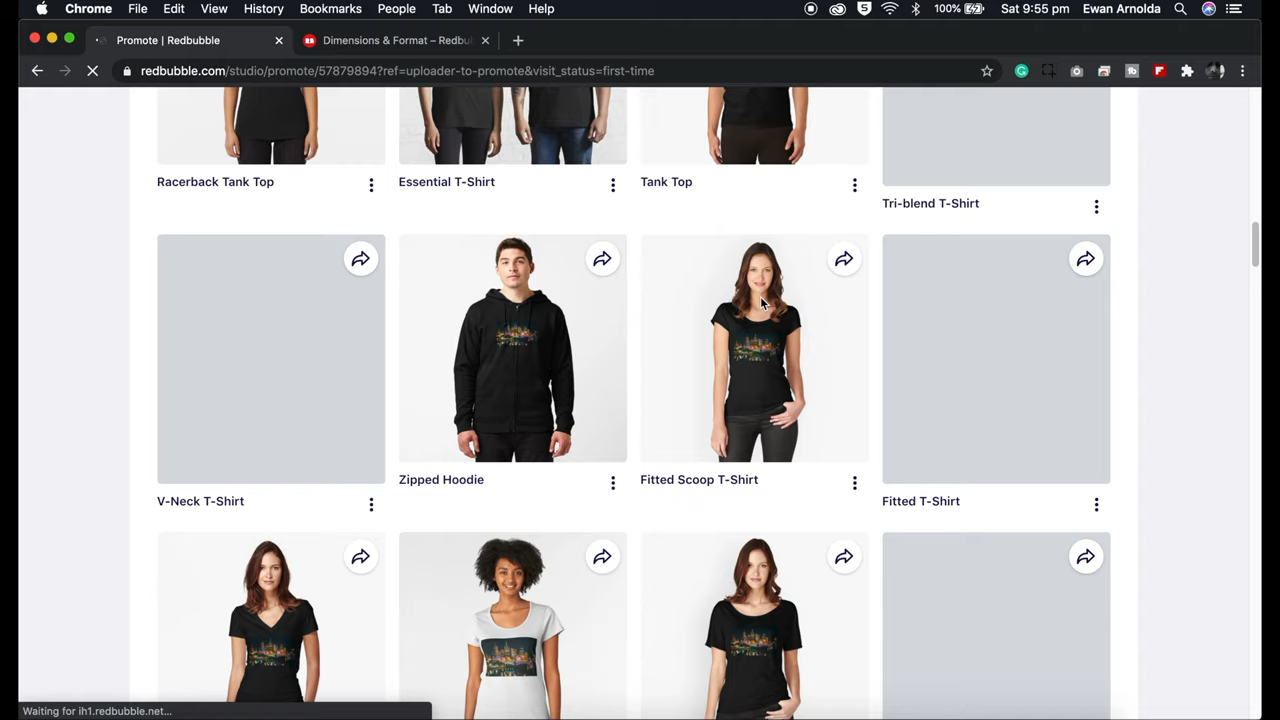 Chrome File Edit View History Bookmarks People Tab Window Help 5 100% Sat 9:55 pm Ewan Arnolda
Promote | Redbubble Dimensions & Format – Redbu
redbubble.com/studio/promote/57879894?ref=uploader-to-promote&visit_status=first-time
Racerback Tank Top Essential T-Shirt Tank Top
Tri-blend T-Shirt
Zipped Hoodie Fitted Scoop T-Shirt
V-Neck T-Shirt Fitted T-Shirt
Waiting for ih1.redbubble.net...